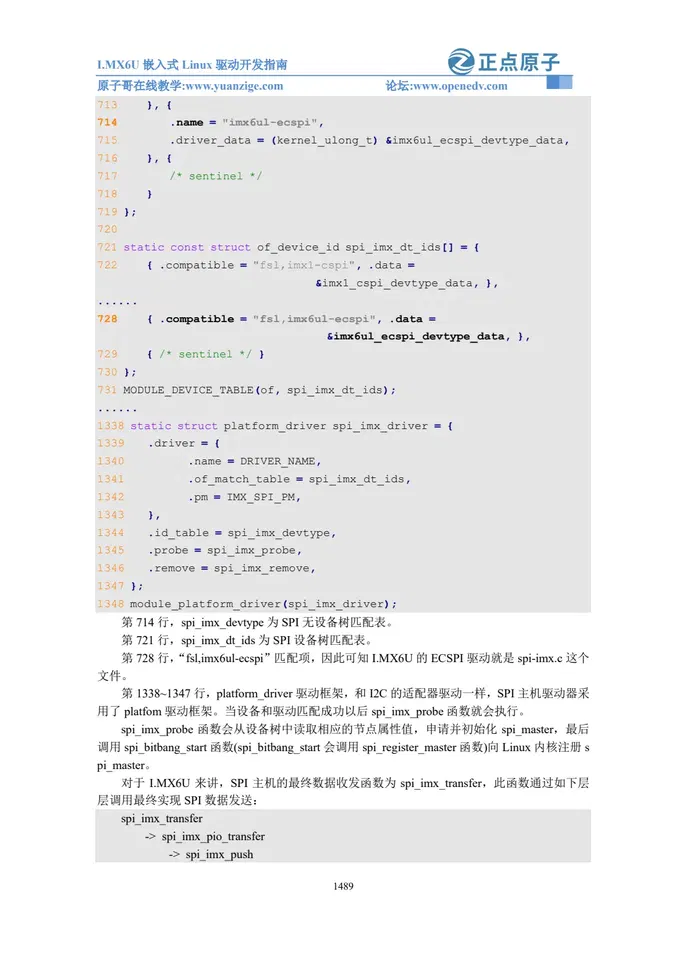 I.MX6U 嵌入式 Linux 驱动开发指南
正点原子
原子哥在线教学:www.yuanzige.com 论坛:www.openedv.com
713 }, {
714 .name = "imx6ul-ecspi",
715 .driver_data = (kernel_ulong_t) &imx6ul_ecspi_devtype_data,
716 }, {
717 /* sentinel */
718 }
719 };
720
721 static const struct of_device_id spi_imx_dt_ids[] = {
722 { .compatible = "fsl,imx1-cspi", .data =
&imx1_cspi_devtype_data, },
......
728 { .compatible = "fsl,imx6ul-ecspi", .data =
&imx6ul_ecspi_devtype_data, },
729 { /* sentinel */ }
730 };
731 MODULE_DEVICE_TABLE(of, spi_imx_dt_ids);
......
1338 static struct platform_driver spi_imx_driver = {
1339 .driver = {
1340 .name = DRIVER_NAME,
1341 .of_match_table = spi_imx_dt_ids,
1342 .pm = IMX_SPI_PM,
1343 },
1344 .id_table = spi_imx_devtype,
1345 .probe = spi_imx_probe,
1346 .remove = spi_imx_remove,
1347 };
1348 module_platform_driver(spi_imx_driver);
第 714 行，spi_imx_devtype 为 SPI 无设备树匹配表。
第 721 行，spi_imx_dt_ids 为 SPI 设备树匹配表。
第 728 行，“fsl,imx6ul-ecspi”匹配项，因此可知 I.MX6U 的 ECSPI 驱动就是 spi-imx.c 这个
文件。
第 1338~1347 行，platform_driver 驱动框架，和 I2C 的适配器驱动一样，SPI 主机驱动器采
用了 platfom 驱动框架。当设备和驱动匹配成功以后 spi_imx_probe 函数就会执行。
spi_imx_probe 函数会从设备树中读取相应的节点属性值，申请并初始化 spi_master，最后
调用 spi_bitbang_start 函数(spi_bitbang_start 会调用 spi_register_master 函数)向 Linux 内核注册 s
pi_master。
对于 I.MX6U 来讲，SPI 主机的最终数据收发函数为 spi_imx_transfer，此函数通过如下层
层调用最终实现 SPI 数据发送：
spi_imx_transfer
-> spi_imx_pio_transfer
-> spi_imx_push
1489